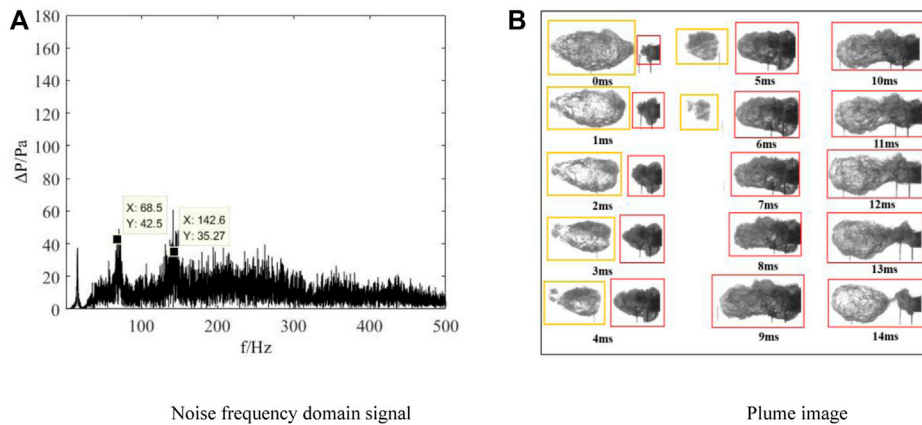 A
ΔP/Pa
180
160
140
120
100
80
60
40
20
0
X: 68.5
Y: 42.5
X: 142.6
Y: 35.27
100
200
300
400
500
f/Hz
Noise frequency domain signal
B
0ms
5ms
10ms
1ms
6ms
11ms
2ms
7ms
12ms
3ms
8ms
13ms
4ms
9ms
14ms
Plume image